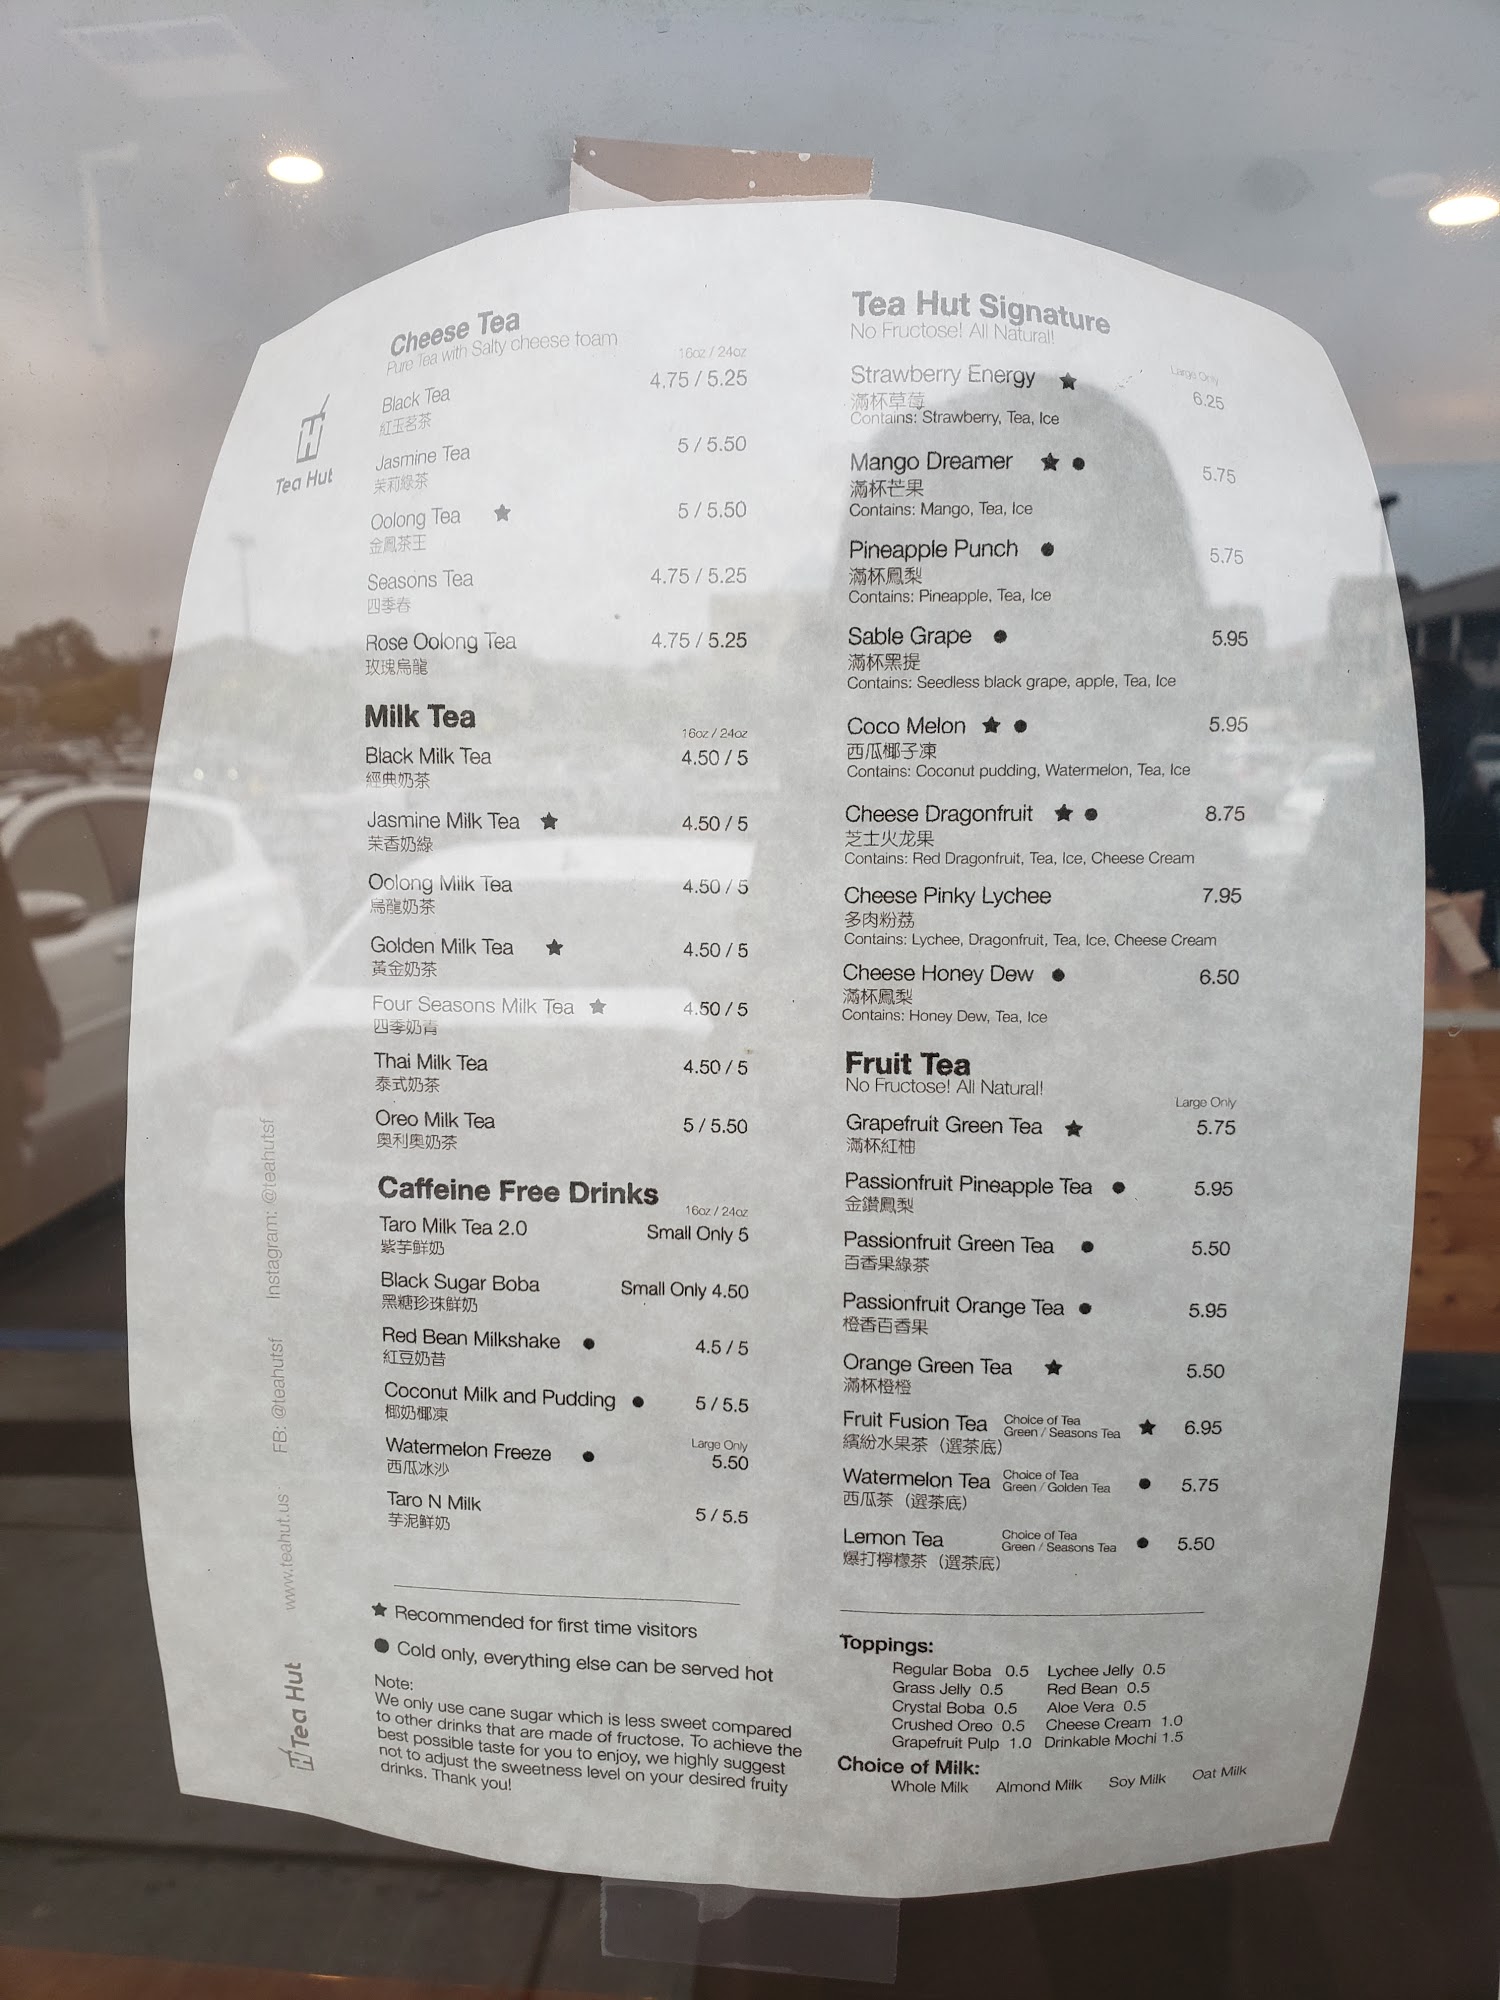 Tea Hut
Cheese Tea
Pure Tea with Salty cheese foam
16oz / 24oz
Black Tea 4.75 / 5.25
紅玉茗茶
Jasmine Tea 5 / 5.50
茉莉綠茶
Oolong Tea ★ 5 / 5.50
金鳳茶王
Seasons Tea 4.75 / 5.25
四季春
Rose Oolong Tea 4.75 / 5.25
玫瑰烏龍
Milk Tea
16oz / 24oz
Black Milk Tea 4.50 / 5
經典奶茶
Jasmine Milk Tea ★ 4.50 / 5
茉香奶綠
Oolong Milk Tea 4.50 / 5
烏龍奶茶
Golden Milk Tea ★ 4.50 / 5
黃金奶茶
Four Seasons Milk Tea ★ 4.50 / 5
四季奶青
Thai Milk Tea 4.50 / 5
泰式奶茶
Oreo Milk Tea 5 / 5.50
奧利奧奶茶
Caffeine Free Drinks
16oz / 24oz
Taro Milk Tea 2.0 Small Only 5
紫芋鮮奶
Black Sugar Boba Small Only 4.50
黑糖珍珠鮮奶
Red Bean Milkshake ● 4.5 / 5
紅豆奶昔
Coconut Milk and Pudding ● 5 / 5.5
椰奶椰凍
Large Only
Watermelon Freeze ● 5.50
西瓜冰沙
Taro N Milk 5 / 5.5
芋泥鮮奶
★ Recommended for first time visitors
● Cold only, everything else can be served hot
Note:
We only use cane sugar which is less sweet compared
to other drinks that are made of fructose. To achieve the
best possible taste for you to enjoy, we highly suggest
not to adjust the sweetness level on your desired fruity
drinks. Thank you!
Tea Hut www.teahut.us FB: @teahutsf Instagram: @teahutsf
Tea Hut Signature
No Fructose! All Natural!
Large Only
Strawberry Energy ★ 6.25
滿杯草莓
Contains: Strawberry, Tea, Ice
Mango Dreamer ★ ● 5.75
滿杯芒果
Contains: Mango, Tea, Ice
Pineapple Punch ● 5.75
滿杯鳳梨
Contains: Pineapple, Tea, Ice
Sable Grape ● 5.95
滿杯黑提
Contains: Seedless black grape, apple, Tea, Ice
Coco Melon ★ ● 5.95
西瓜椰子凍
Contains: Coconut pudding, Watermelon, Tea, Ice
Cheese Dragonfruit ★ ● 8.75
芝士火龙果
Contains: Red Dragonfruit, Tea, Ice, Cheese Cream
Cheese Pinky Lychee 7.95
多肉粉荔
Contains: Lychee, Dragonfruit, Tea, Ice, Cheese Cream
Cheese Honey Dew ● 6.50
滿杯鳳梨
Contains: Honey Dew, Tea, Ice
Fruit Tea
No Fructose! All Natural!
Large Only
Grapefruit Green Tea ★ 5.75
滿杯紅柚
Passionfruit Pineapple Tea ● 5.95
金鑽鳳梨
Passionfruit Green Tea ● 5.50
百香果綠茶
Passionfruit Orange Tea ● 5.95
橙香百香果
Orange Green Tea ★ 5.50
滿杯橙橙
Fruit Fusion Tea Choice of Tea Green / Seasons Tea ★ 6.95
繽紛水果茶（選茶底）
Watermelon Tea Choice of Tea Green / Golden Tea ● 5.75
西瓜茶（選茶底）
Lemon Tea Choice of Tea Green / Seasons Tea ● 5.50
爆打檸檬茶（選茶底）
Toppings:
Regular Boba 0.5 Lychee Jelly 0.5
Grass Jelly 0.5 Red Bean 0.5
Crystal Boba 0.5 Aloe Vera 0.5
Crushed Oreo 0.5 Cheese Cream 1.0
Grapefruit Pulp 1.0 Drinkable Mochi 1.5
Choice of Milk:
Whole Milk Almond Milk Soy Milk Oat Milk